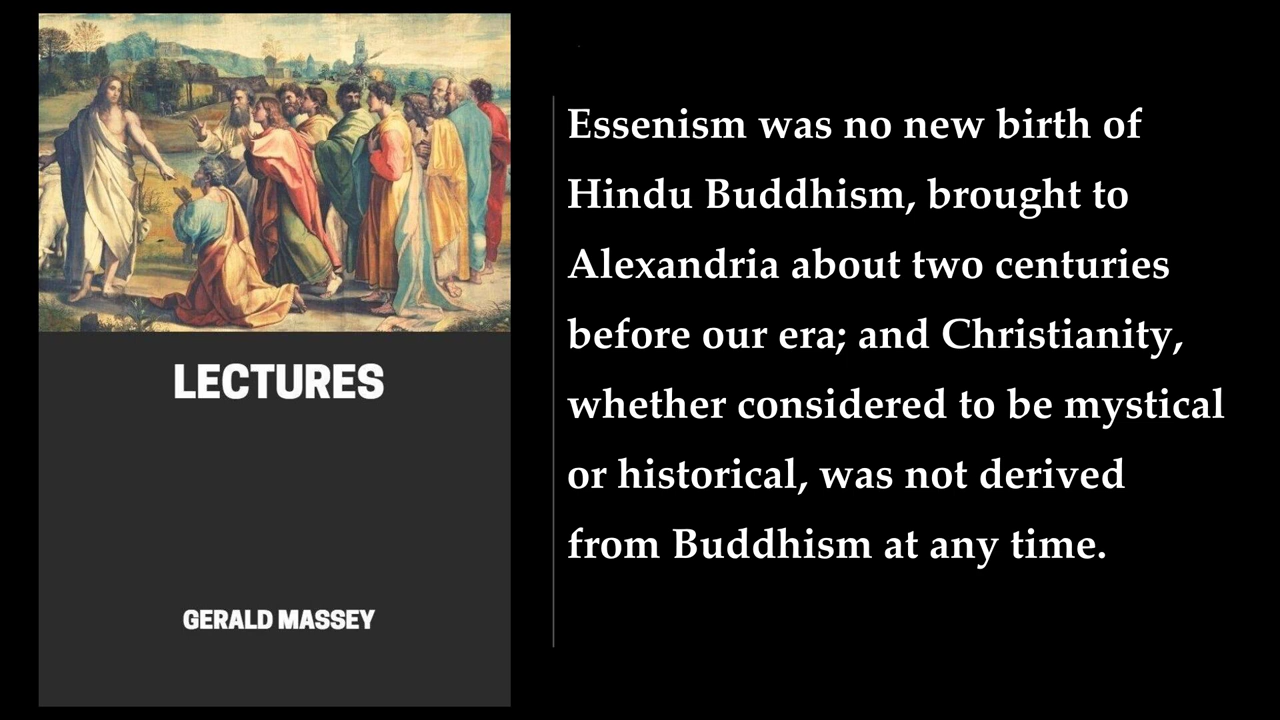 LECTURES
GERALD MASSEY
Essenism was no new birth of
Hindu Buddhism, brought to
Alexandria about two centuries
before our era; and Christianity,
whether considered to be mystical
or historical, was not derived
from Buddhism at any time.